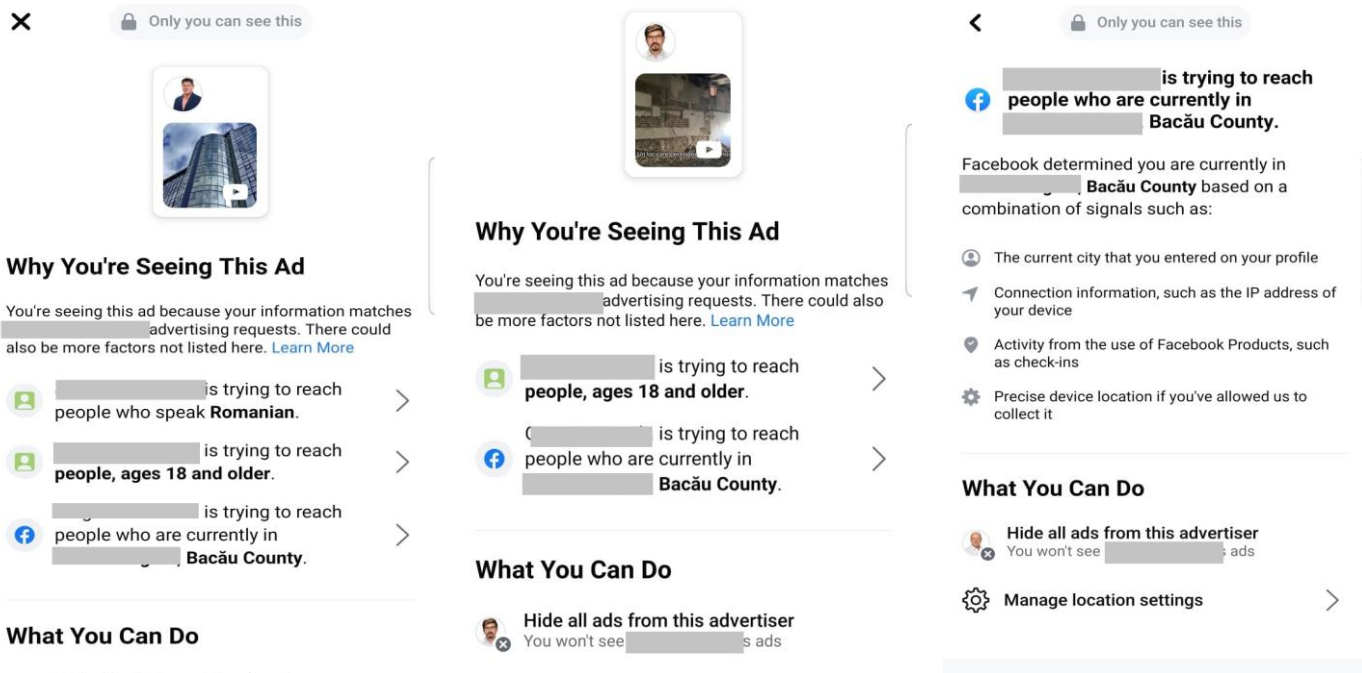 Only you can see this
Why You're Seeing This Ad
You're seeing this ad because your information matches
advertising requests. There could
also be more factors not listed here. Learn More
is trying to reach
people who speak Romanian.
is trying to reach
people, ages 18 and older.
is trying to reach
people who are currently in
Bacău County.
What You Can Do
Why You're Seeing This Ad
You're seeing this ad because your information matches
advertising requests. There could also
be more factors not listed here. Learn More
is trying to reach
people, ages 18 and older.
is trying to reach
people who are currently in
Bacău County.
What You Can Do
Hide all ads from this advertiser
You won't see s ads
Only you can see this
is trying to reach
people who are currently in
Bacău County.
Facebook determined you are currently in
, Bacău County based on a
combination of signals such as:
The current city that you entered on your profile
Connection information, such as the IP address of
your device
Activity from the use of Facebook Products, such
as check-ins
Precise device location if you've allowed us to
collect it
What You Can Do
Hide all ads from this advertiser
You won't see s ads
Manage location settings